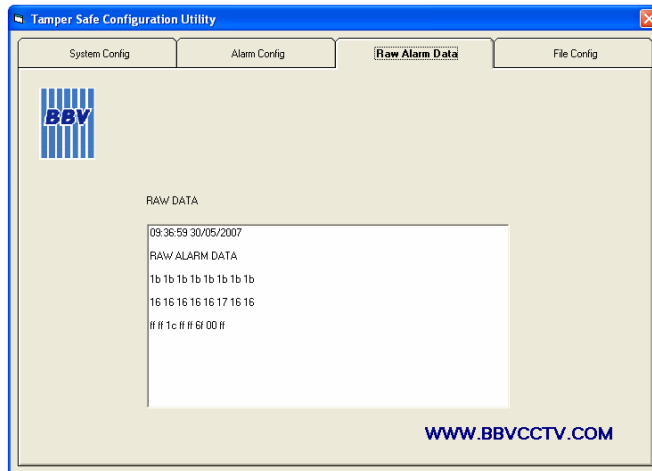 Tamper Safe Configuration Utility
System Config Alarm Config Raw Alarm Data File Config
BBV
RAW DATA
09:36:59 30/05/2007
RAW ALARM DATA
1b 1b 1b 1b 1b 1b 1b 1b
16 16 16 16 16 17 16 16
ff ff 1c ff ff 6f 00 ff
WWW.BBVCCTV.COM